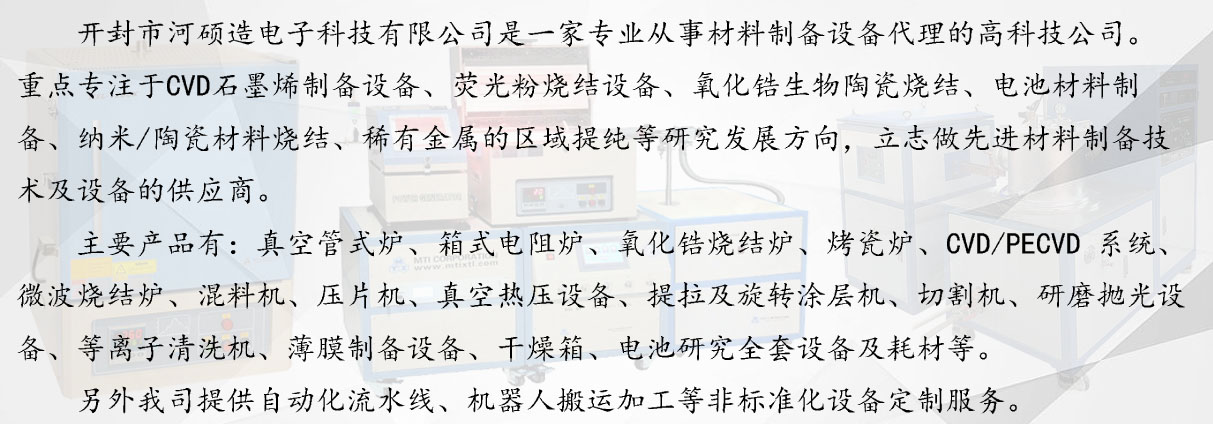 开封市河硕造电子科技有限公司是一家专业从事材料制备设备代理的高科技公司。
重点专注于CVD石墨烯制备设备、荧光粉烧结设备、氧化锆生物陶瓷烧结、电池材料制
备、纳米/陶瓷材料烧结、稀有金属的区域提纯等研究发展方向，立志做先进材料制备技
术及设备的供应商。
主要产品有：真空管式炉、箱式电阻炉、氧化锆烧结炉、烤瓷炉、CVD/PECVD 系统、
微波烧结炉、混料机、压片机、真空热压设备、提拉及旋转涂层机、切割机、研磨抛光设
备、等离子清洗机、薄膜制备设备、干燥箱、电池研究全套设备及耗材等。
另外我司提供自动化流水线、机器人搬运加工等非标准化设备定制服务。
POWER GENERATOR
MTI CORPORATION
www.mtixtl.com